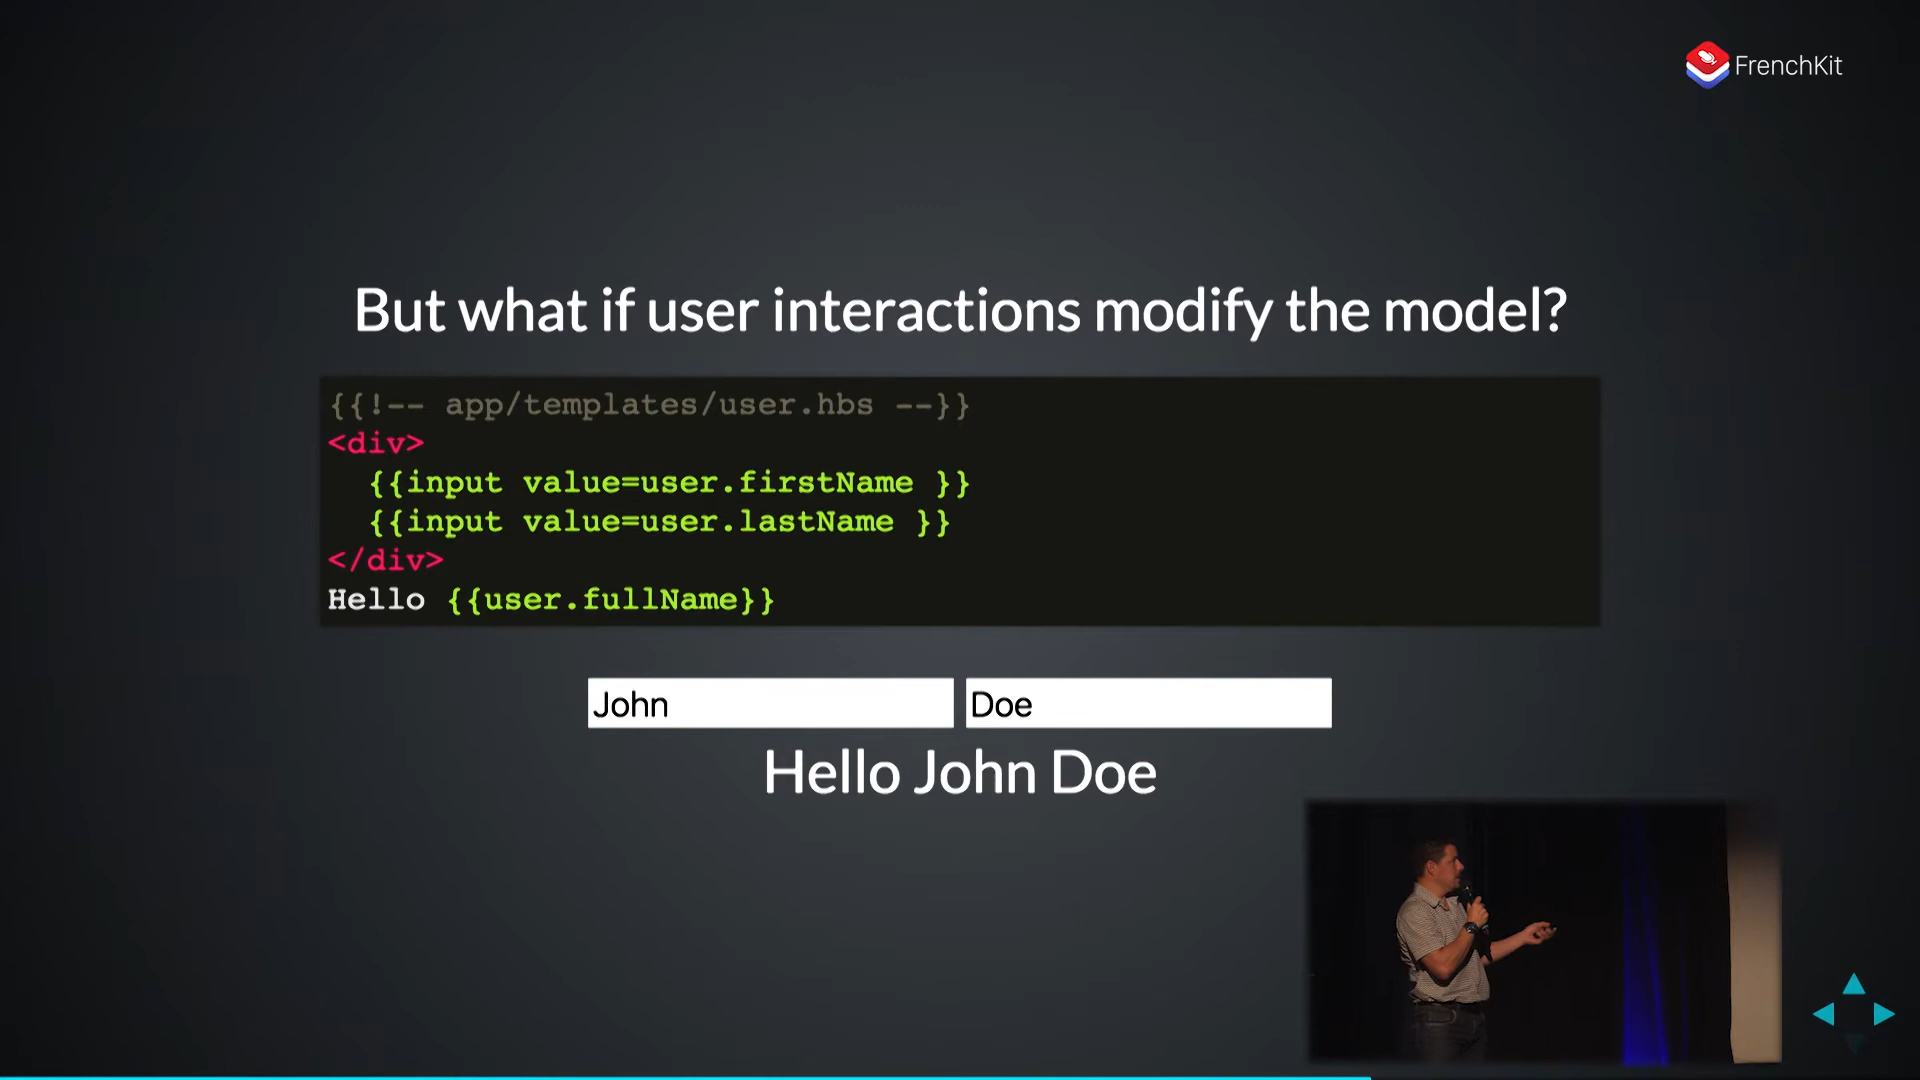 FrenchKit
But what if user interactions modify the model?
{{!-- app/templates/user.hbs --}}
<div>
  {{input value=user.firstName }}
  {{input value=user.lastName }}
</div>
Hello {{user.fullName}}
John Doe
Hello John Doe